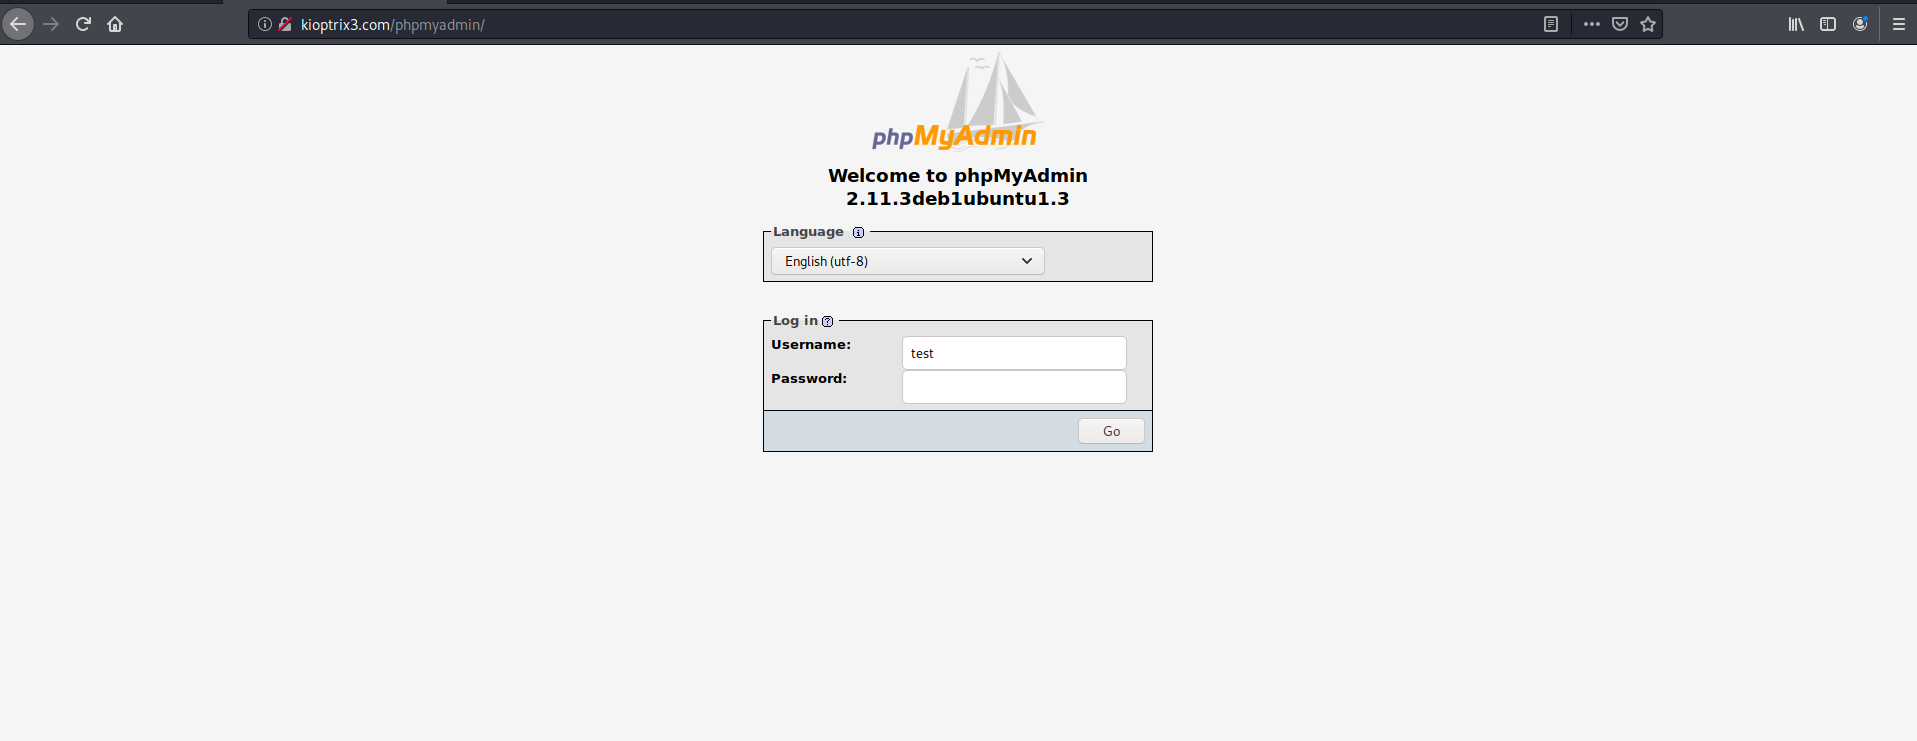 kioptrix3.com/phpmyadmin/
phpMyAdmin
Welcome to phpMyAdmin
2.11.3deb1ubuntu1.3
Language
English (utf-8)
Log in
Username:
test
Password:
Go